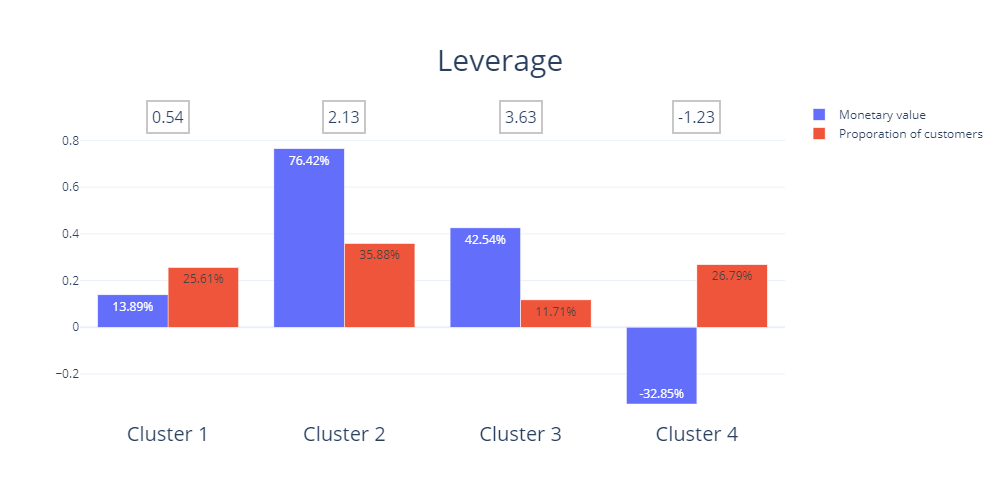 Leverage
0.54
2.13
3.63
-1.23
Monetary value
Proporation of customers
0.8
0.6
0.4
0.2
0
−0.2
13.89%
25.61%
76.42%
35.88%
42.54%
11.71%
-32.85%
26.79%
Cluster 1
Cluster 2
Cluster 3
Cluster 4